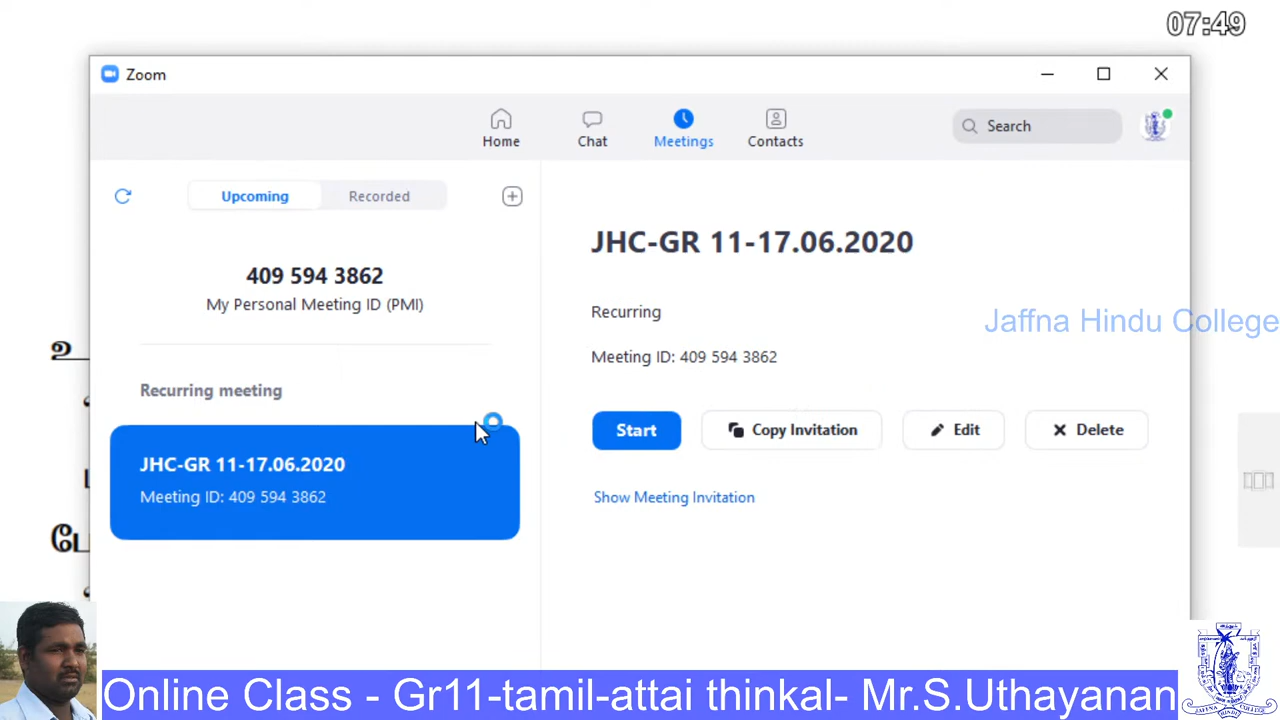 07:49
Zoom
Home
Chat
Meetings
Contacts
Search
Upcoming
Recorded
409 594 3862
My Personal Meeting ID (PMI)
Recurring meeting
JHC-GR 11-17.06.2020
Meeting ID: 409 594 3862
JHC-GR 11-17.06.2020
Recurring
Meeting ID: 409 594 3862
Start
Copy Invitation
Edit
Delete
Show Meeting Invitation
Jaffna Hindu College
உ
பே
Online Class - Gr11-tamil-attai thinkal- Mr.S.Uthayanan